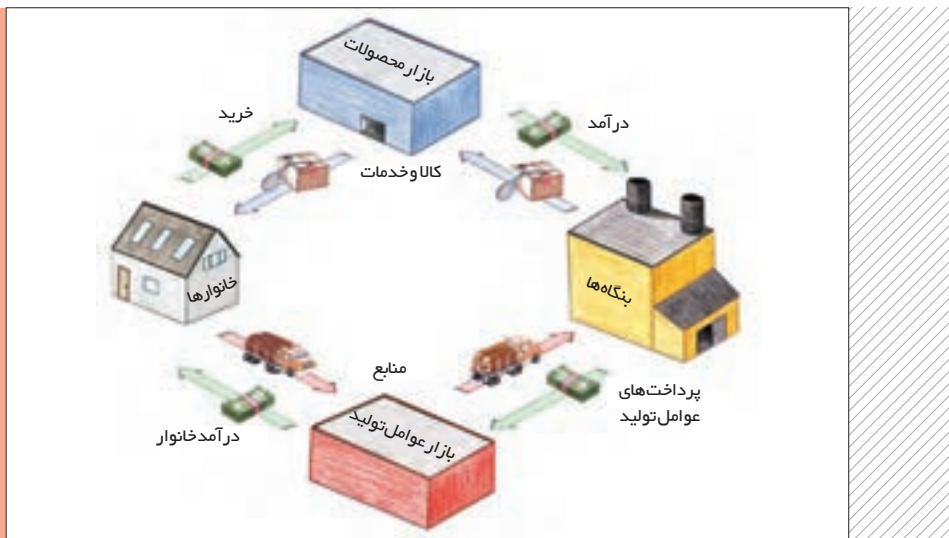 بازار محصولات
خرید
درآمد
کالا و خدمات
خانوارها
بنگاه‌ها
منابع
پرداخت‌های
عوامل تولید
بازار عوامل تولید
درآمد خانوار